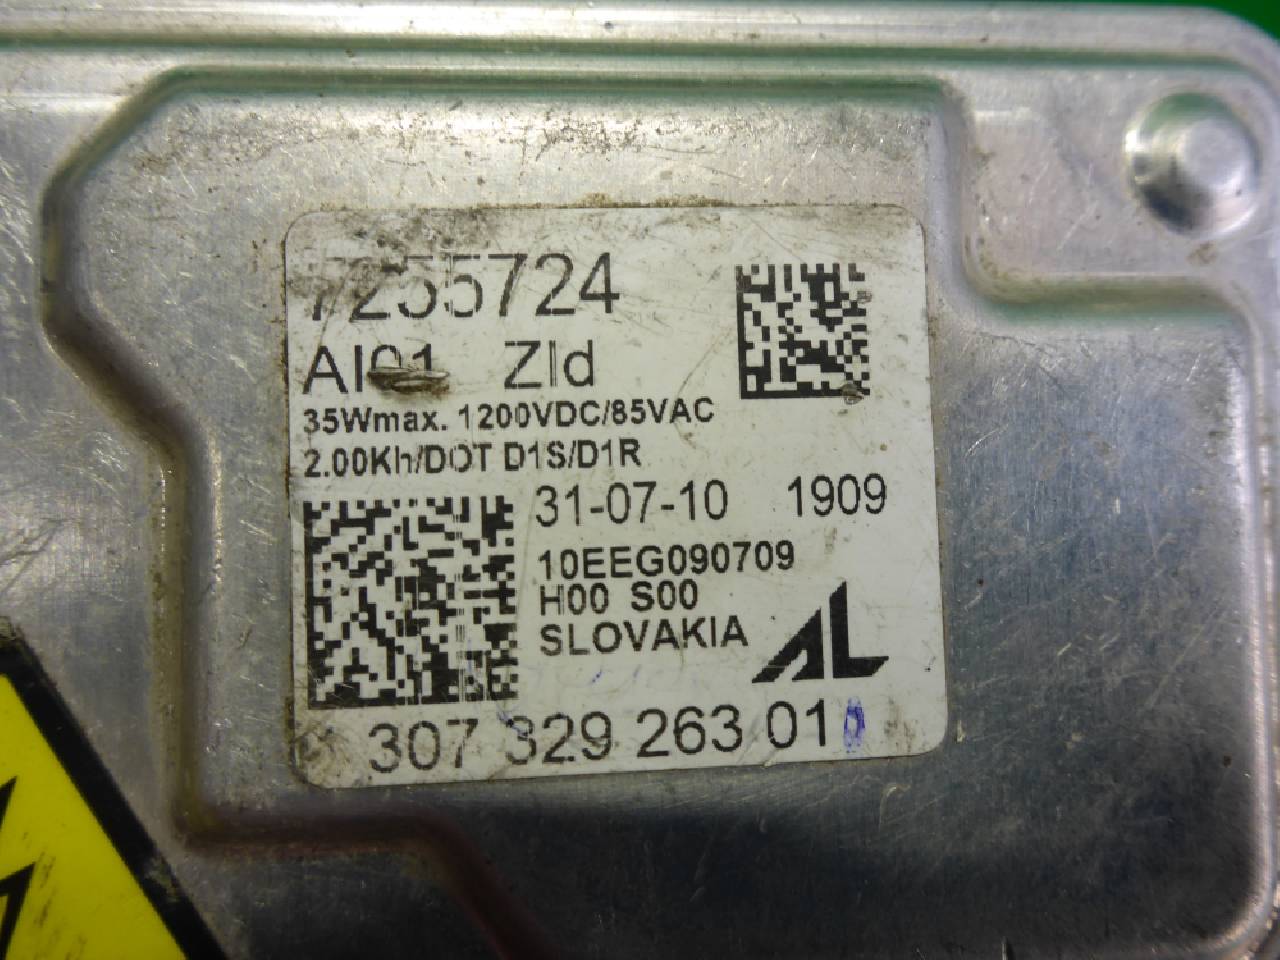 7255724
AI01 Zld
35Wmax. 1200VDC/85VAC
2.00Kh/DOT D1S/D1R
31-07-10 1909
10EEG090709
H00 S00
SLOVAKIA
AL
307 329 263 01